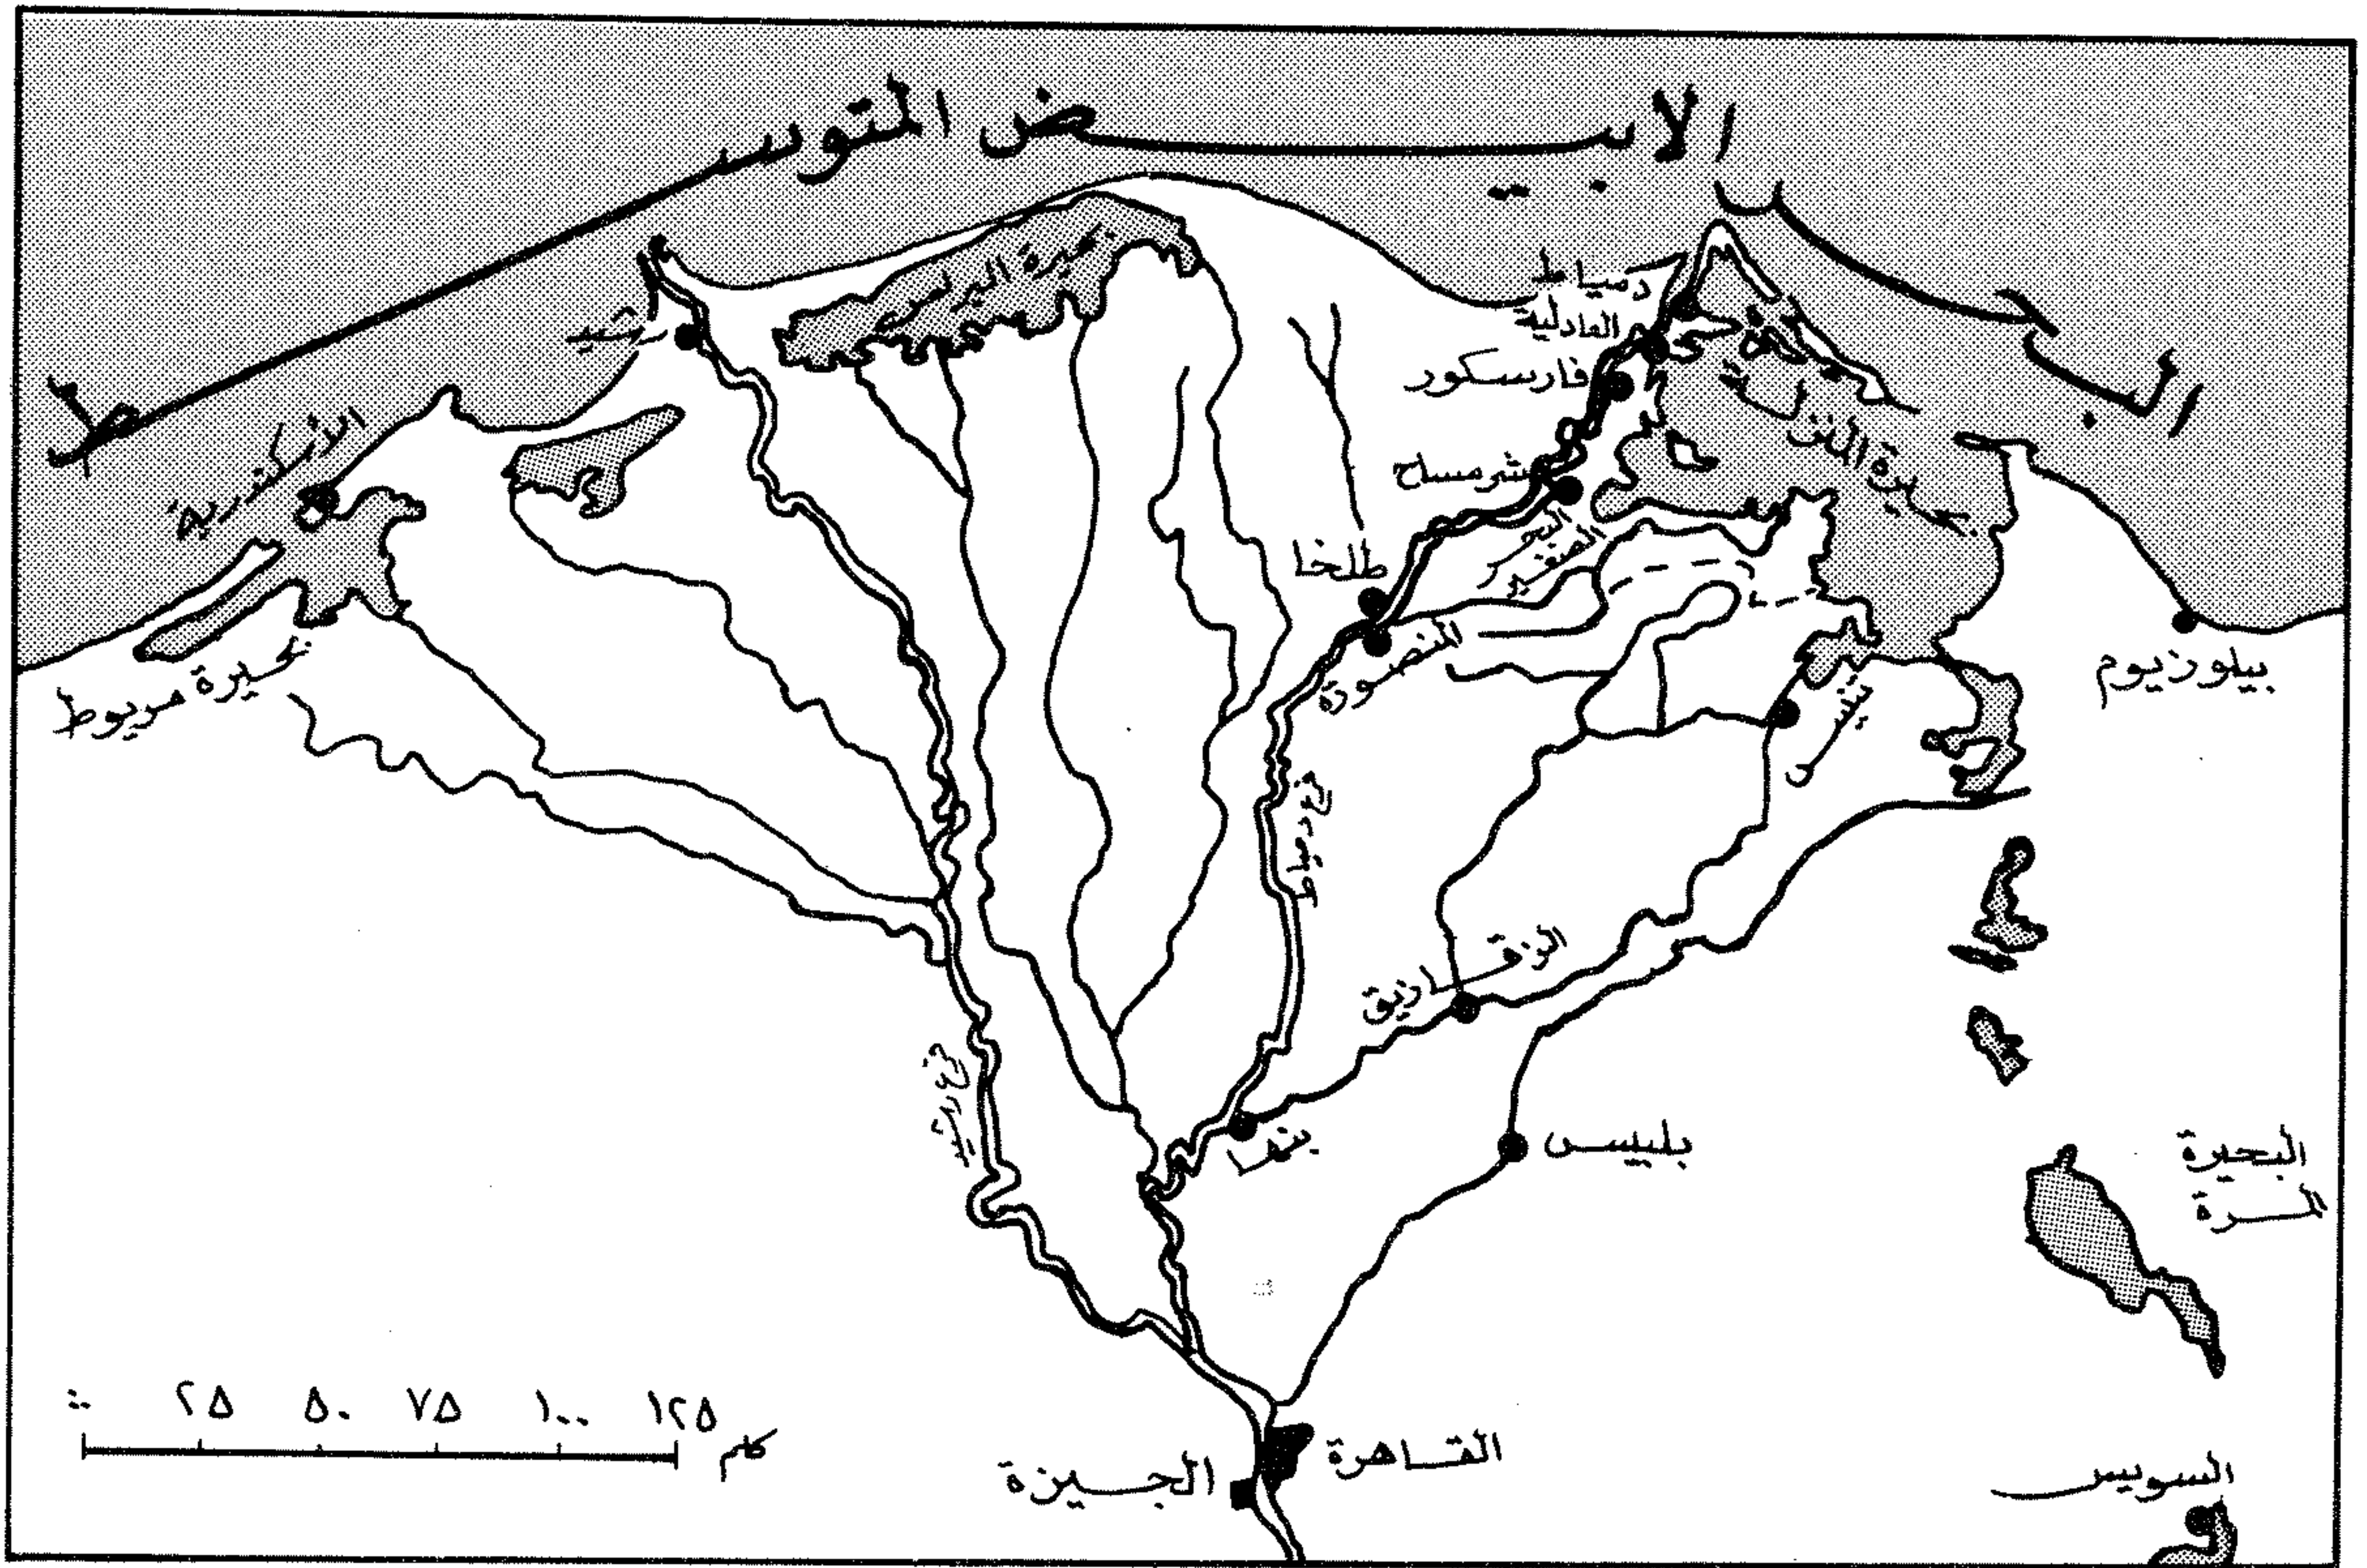 البحر الابيض المتوسط
دمياط
العادلية
فارسكور
شرمساح
البحر
الصغير
طلخا
المنصورة
بحيرة المنزلة
بحيرة البرلس
رشيد
الأسكندرية
بحيرة مريوط
بيلوزيوم
تنيس
فرع دمياط
الزقازيق
فرع رشيد
بنها
بلبيس
البحيرة
المرة
٢٥ ٥٠ ٧٥ ١٠٠ ١٢٥
كلم
القاهرة
الجيزة
السويس